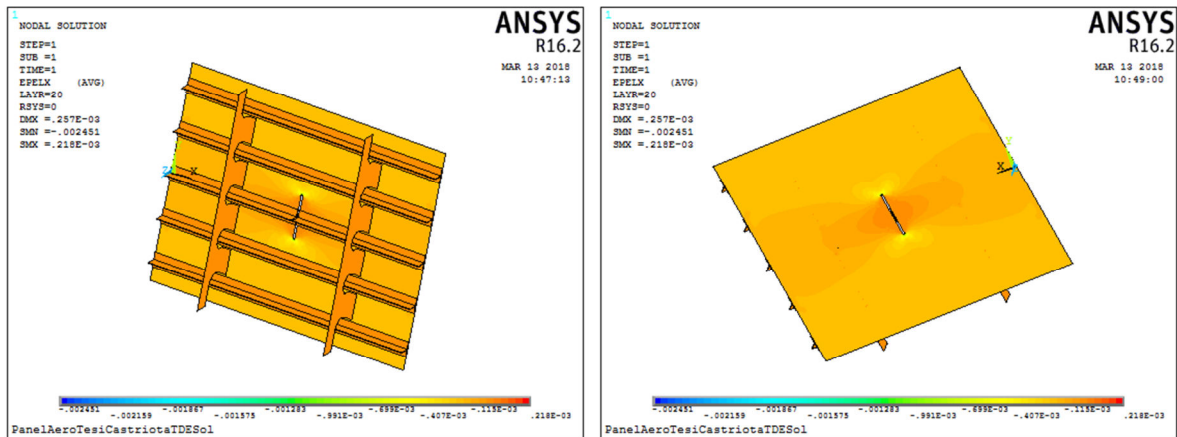 1
NODAL SOLUTION
STEP=1
SUB =1
TIME=1
EPELX (AVG)
LAYR=20
RSYS=0
DMX =.257E-03
SMN =-.002451
SMX =.218E-03
ANSYS
R16.2
MAR 13 2018
10:47:13
Z X
-.002451 -.001867 -.001283 -.699E-03 -.115E-03
-.002159 -.001575 -.991E-03 -.407E-03 .218E-03
PanelAeroTesiCastriotaTDESol
1
NODAL SOLUTION
STEP=1
SUB =1
TIME=1
EPELX (AVG)
LAYR=20
RSYS=0
DMX =.257E-03
SMN =-.002451
SMX =.218E-03
ANSYS
R16.2
MAR 13 2018
10:49:00
Y
X
-.002451 -.001867 -.001283 -.699E-03 -.115E-03
-.002159 -.001575 -.991E-03 -.407E-03 .218E-03
PanelAeroTesiCastriotaTDESol